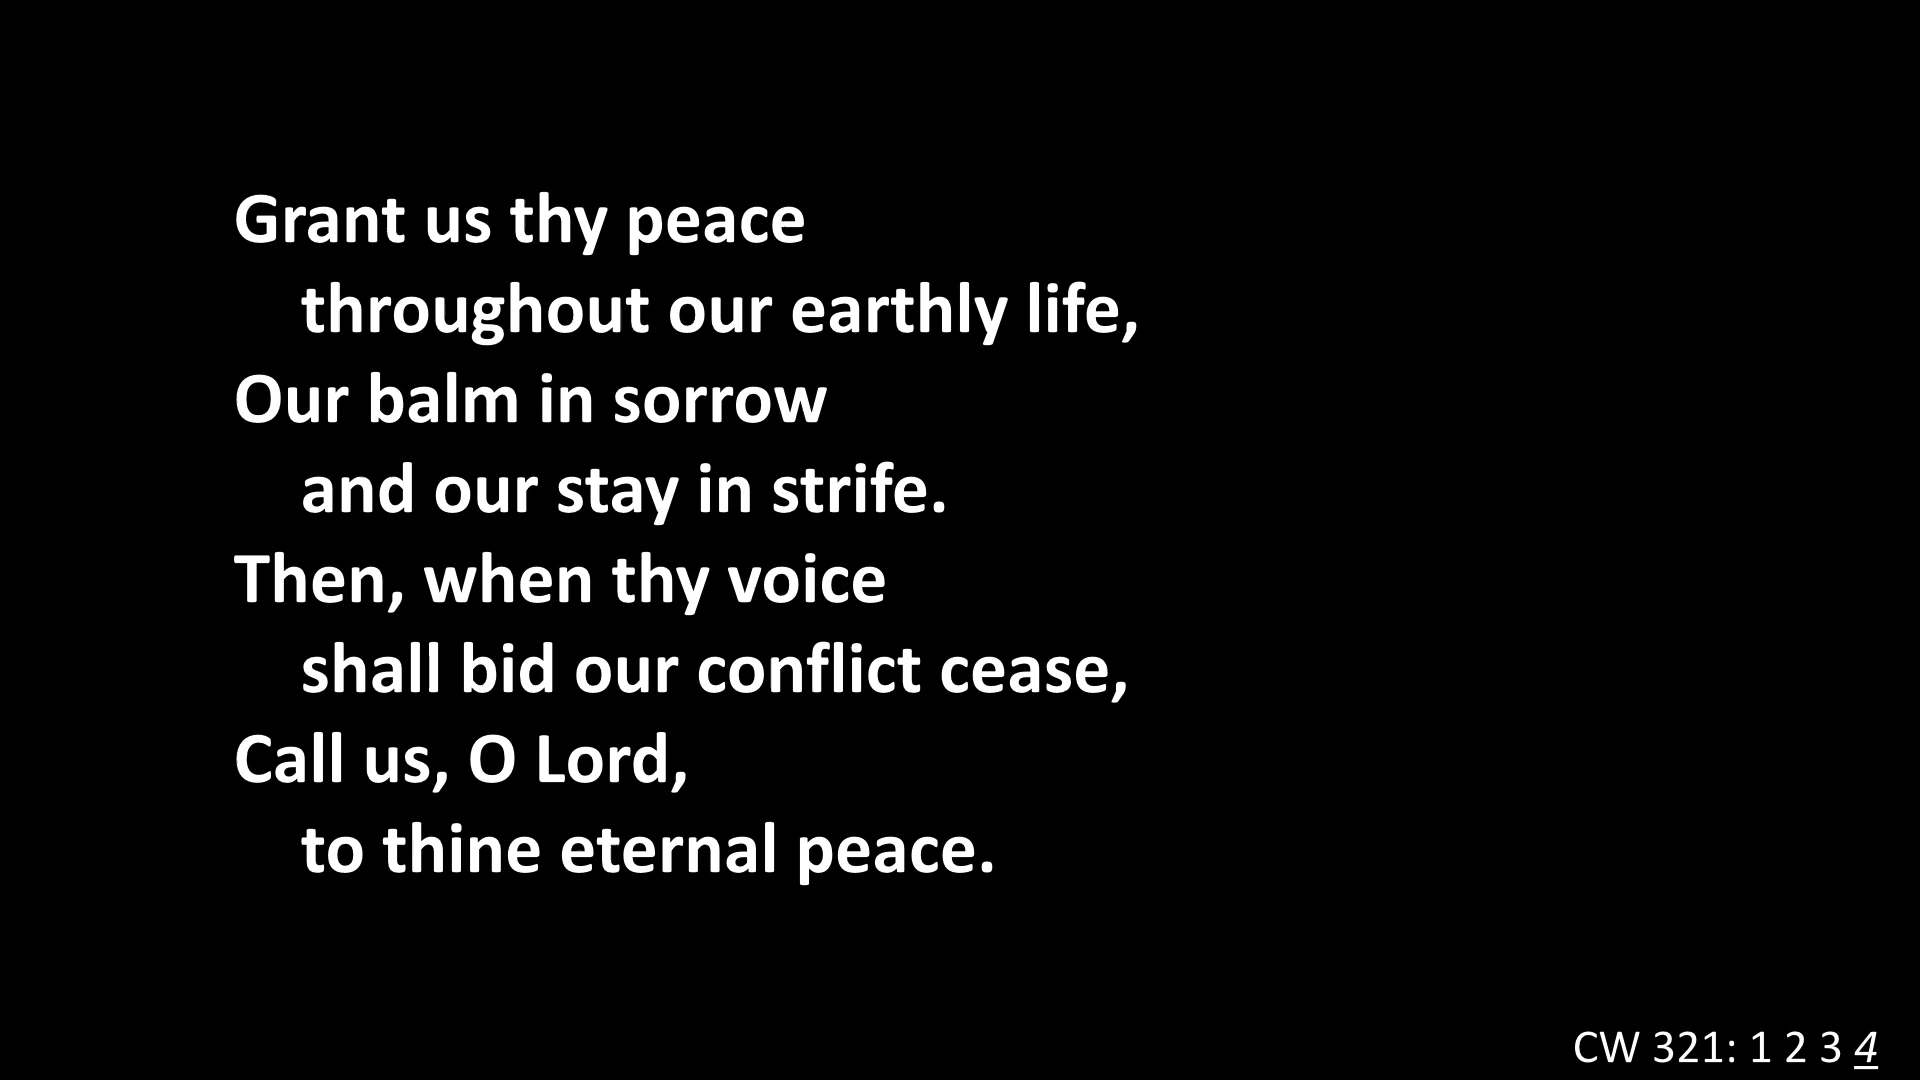 Grant us thy peace
throughout our earthly life,
Our balm in sorrow
and our stay in strife.
Then, when thy voice
shall bid our conflict cease,
Call us, O Lord,
to thine eternal peace.
CW 321: 1 2 3 4